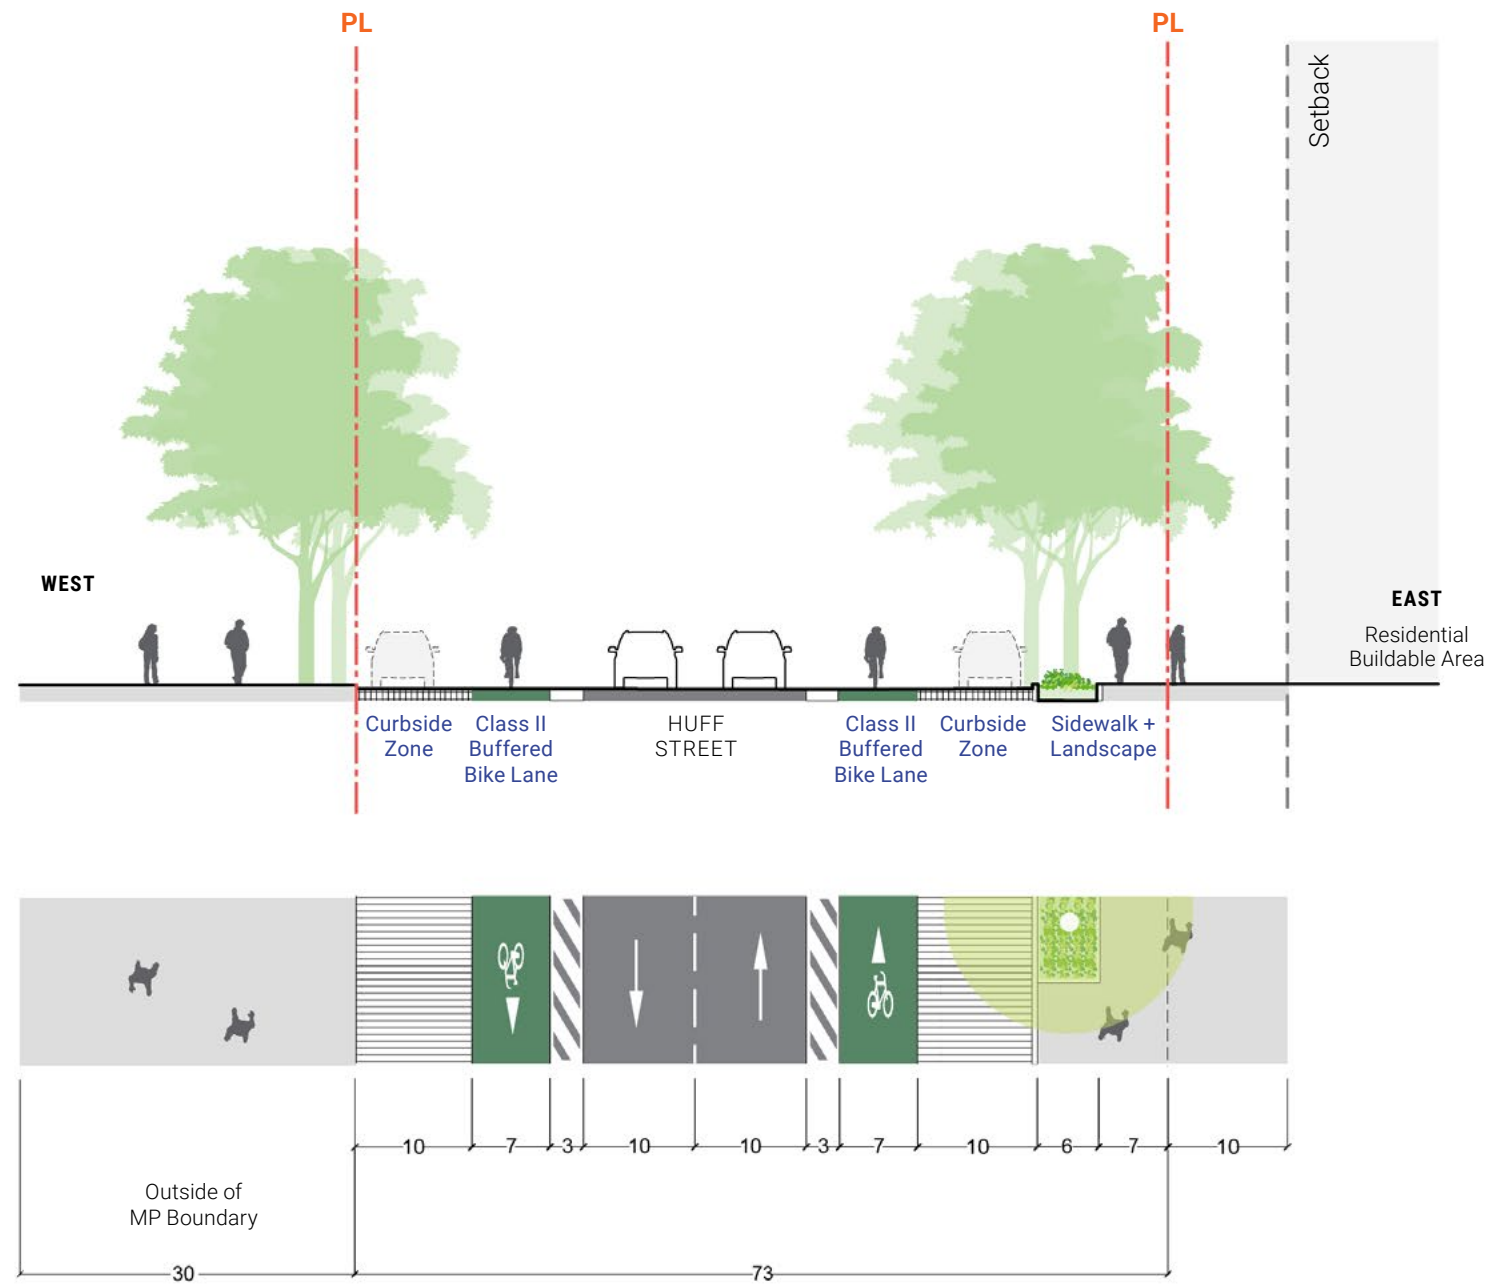 PL
PL
Setback
WEST
EAST
Residential
Buildable Area
Curbside
Zone
Class II
Buffered
Bike Lane
HUFF
STREET
Class II
Buffered
Bike Lane
Curbside
Zone
Sidewalk +
Landscape
10
7
3
10
10
3
7
10
6
7
10
Outside of
MP Boundary
30
73